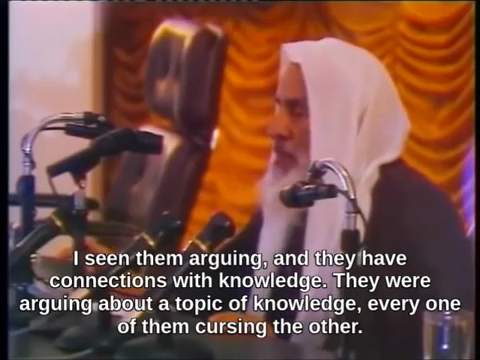 I seen them arguing, and they have
connections with knowledge. They were
arguing about a topic of knowledge, every one
of them cursing the other.